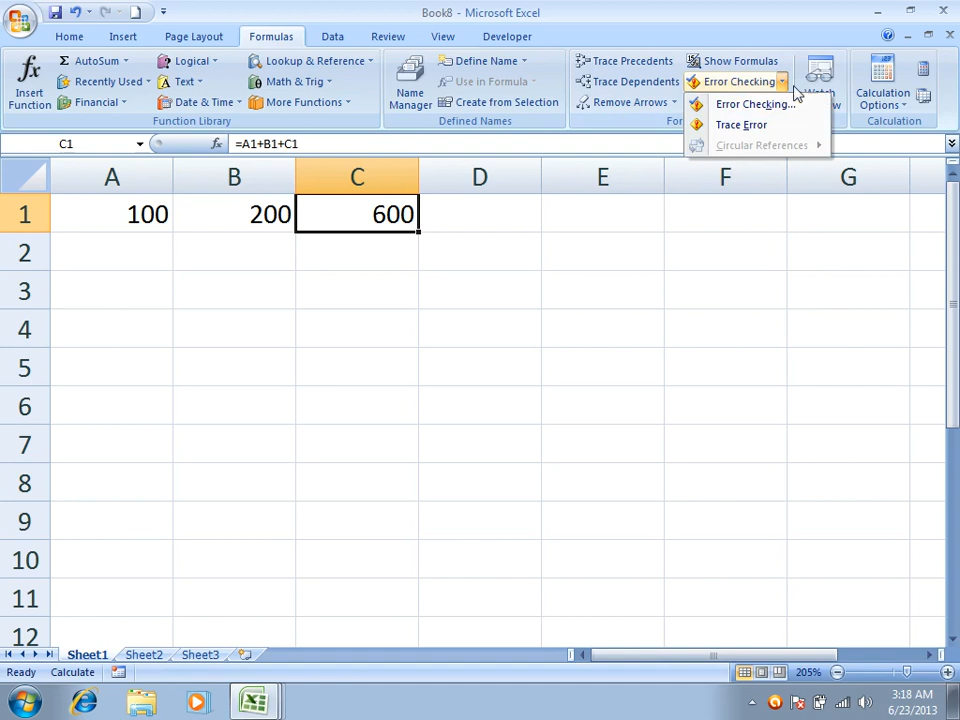 Book8 - Microsoft Excel
Home Insert Page Layout Formulas Data Review View Developer
fx Insert Function
Σ AutoSum Logical Lookup & Reference
Recently Used Text Math & Trig
Financial Date & Time More Functions
Function Library
Name Manager
Define Name
Use in Formula
Create from Selection
Defined Names
Trace Precedents Show Formulas
Trace Dependents Error Checking
Remove Arrows
Error Checking...
Trace Error
Circular References
Calculation Options
Calculation
C1 fx =A1+B1+C1
A B C D E F G
1 100 200 600
2
3
4
5
6
7
8
9
10
11
12
Sheet1 Sheet2 Sheet3
Ready Calculate 205%
3:18 AM
6/23/2013